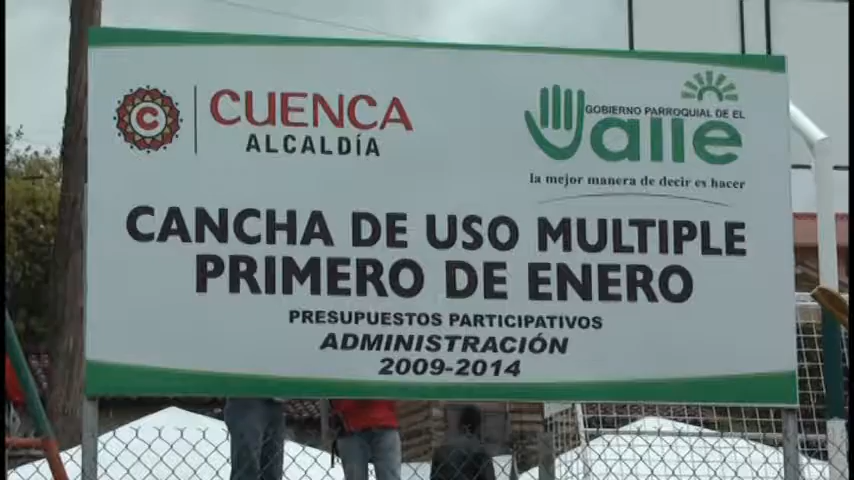 C
CUENCA
ALCALDÍA
GOBIERNO PARROQUIAL DE EL
Valle
la mejor manera de decir es hacer
CANCHA DE USO MULTIPLE
PRIMERO DE ENERO
PRESUPUESTOS PARTICIPATIVOS
ADMINISTRACIÓN
2009-2014